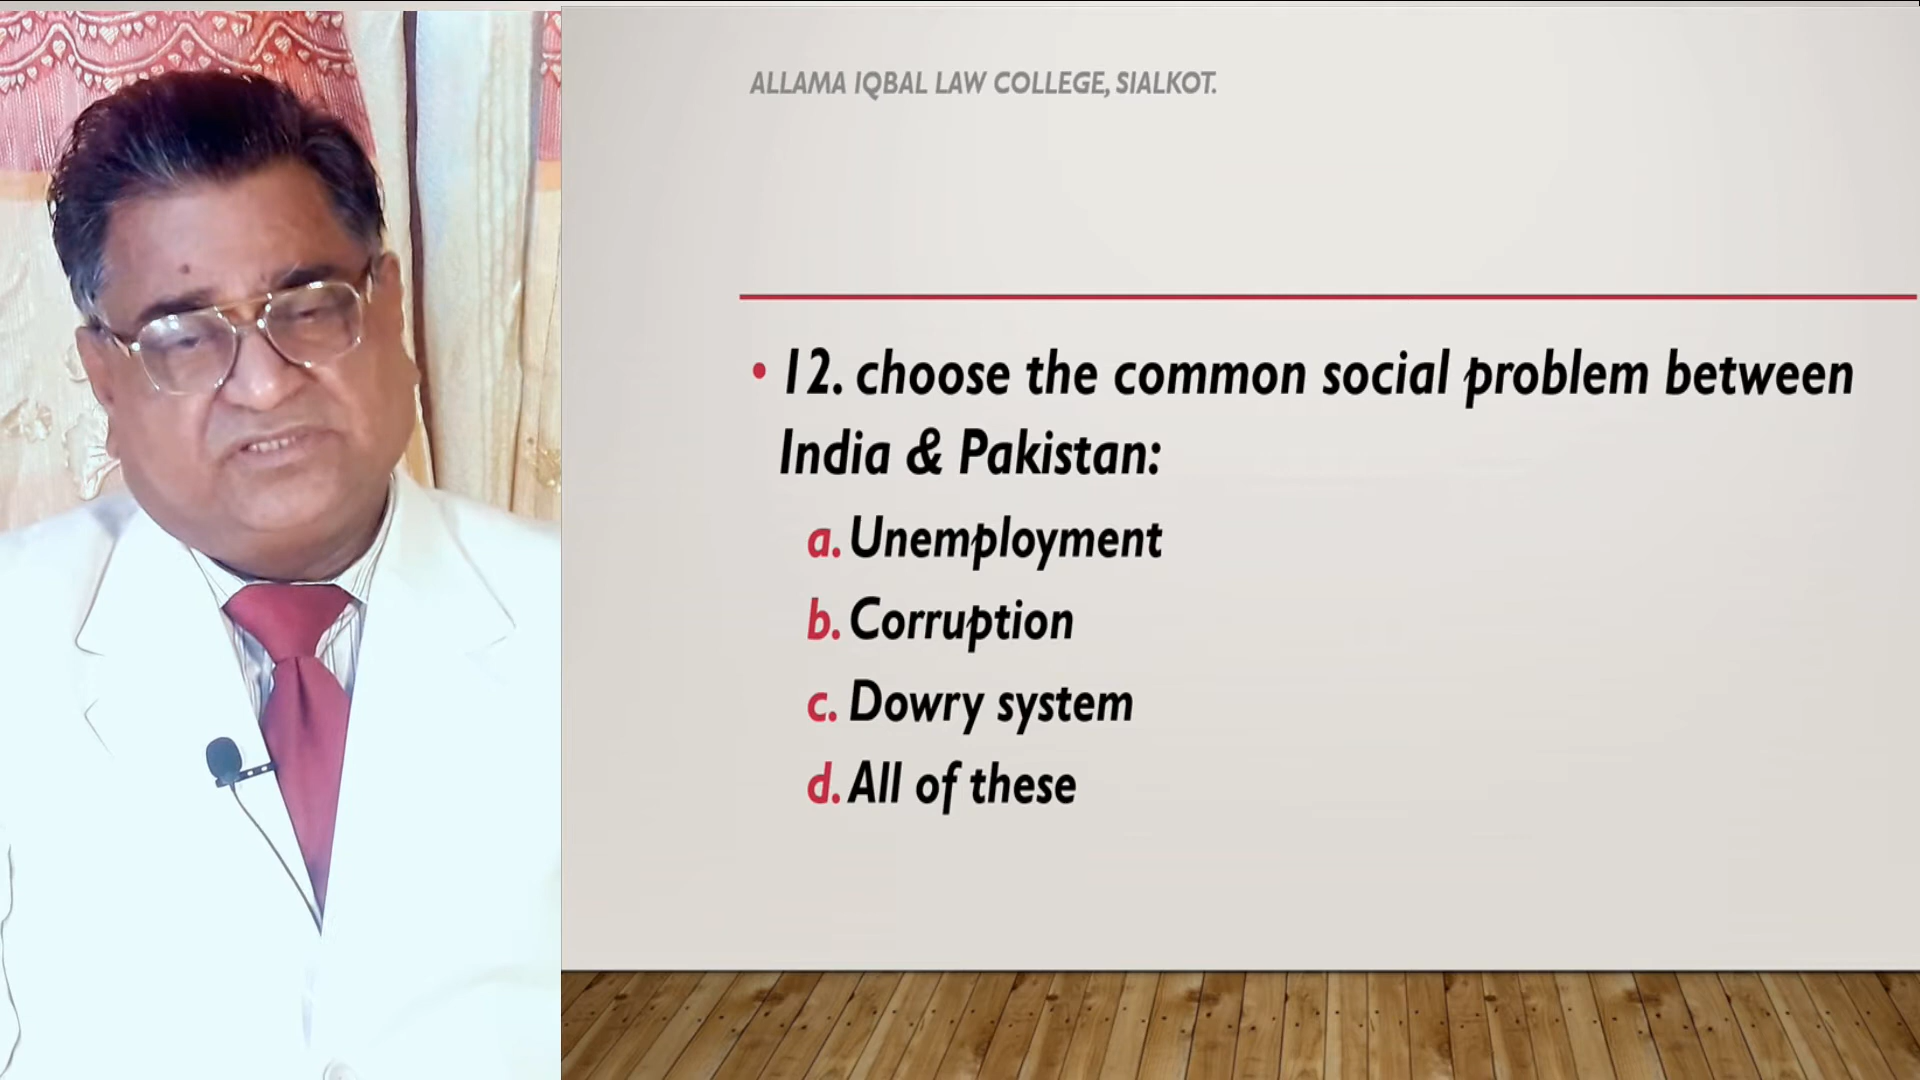 ALLAMA IQBAL LAW COLLEGE, SIALKOT.
• 12. choose the common social problem between
India & Pakistan:
a. Unemployment
b. Corruption
c. Dowry system
d. All of these